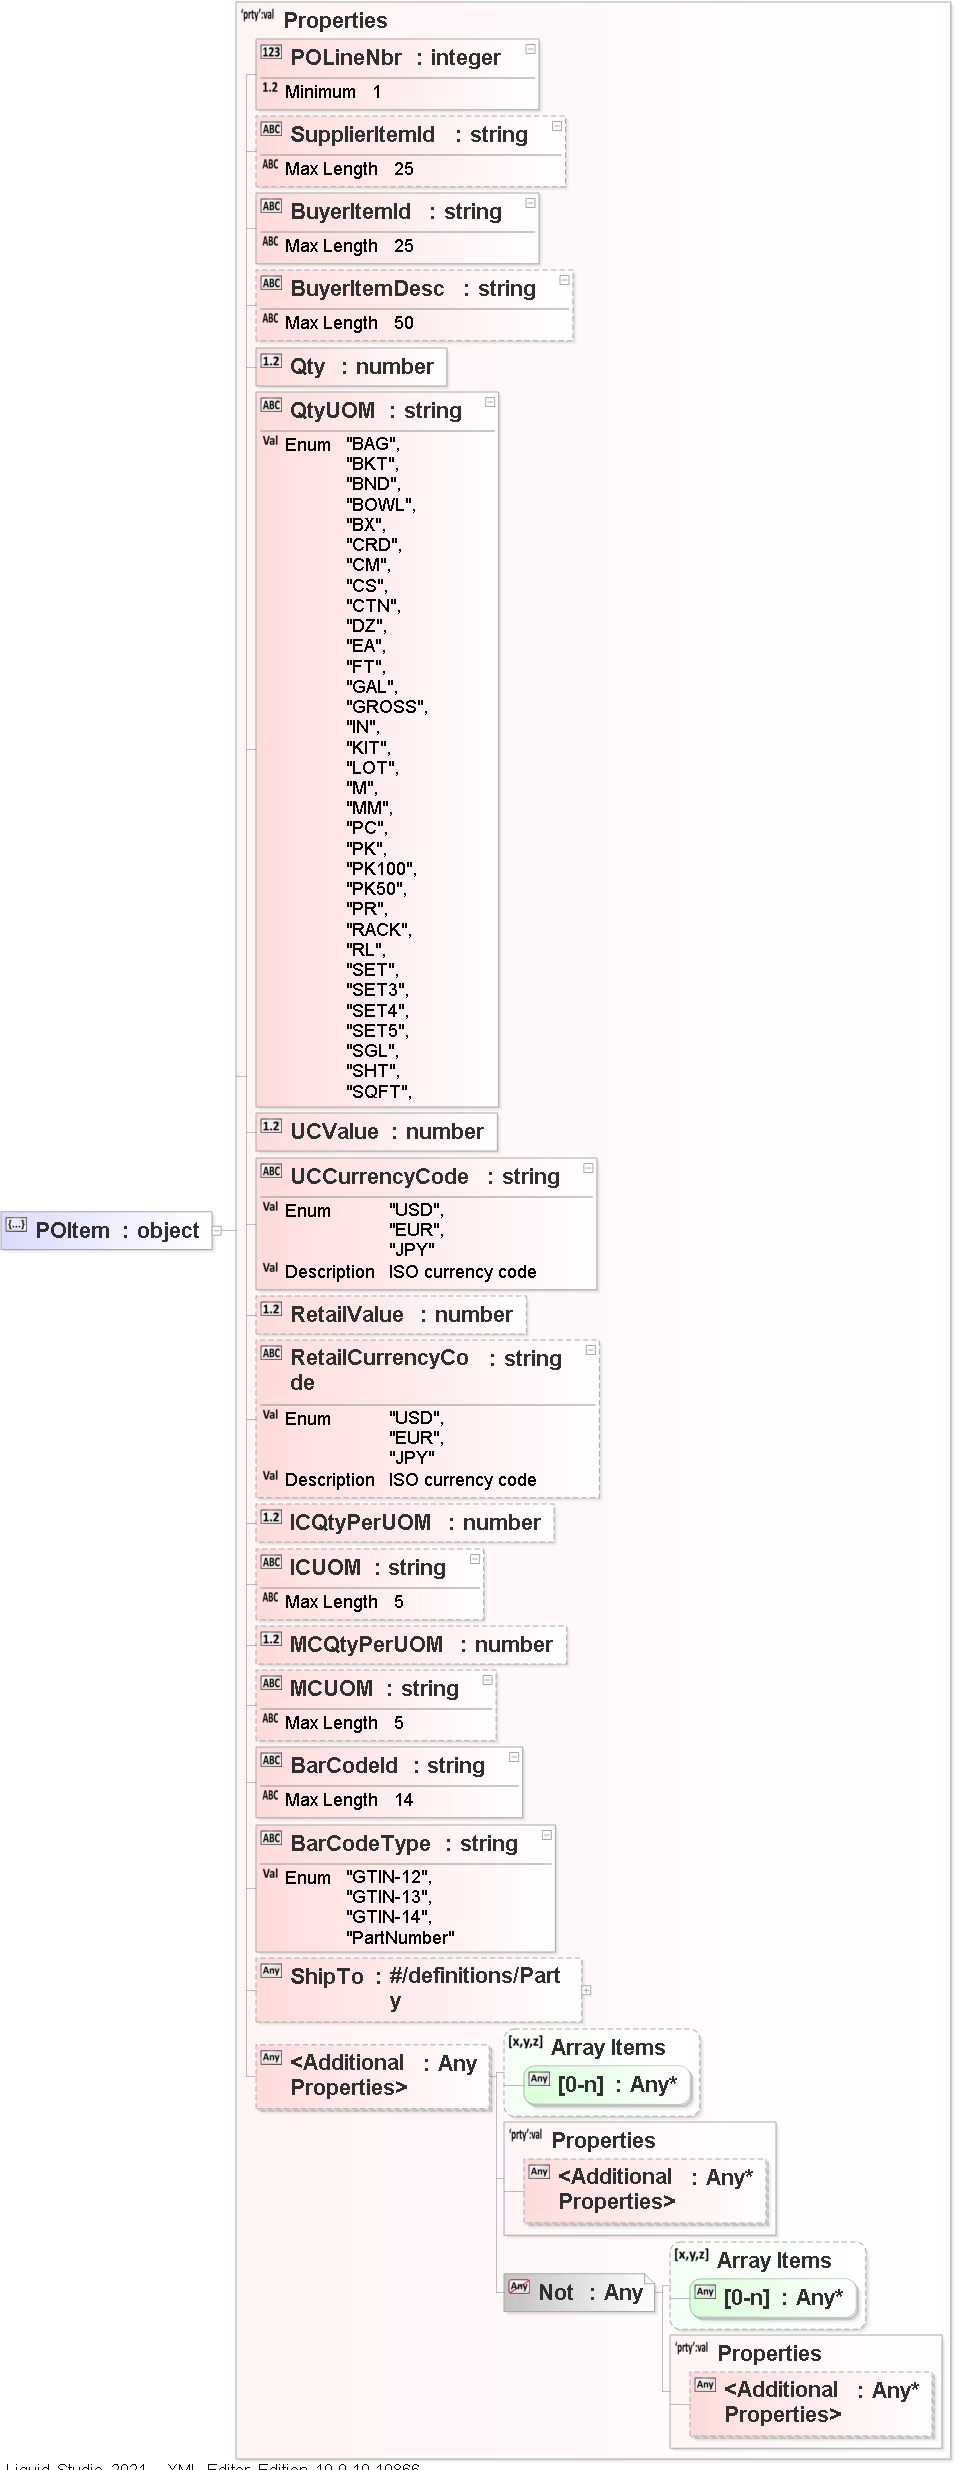 'prty':val Properties
123 POLineNbr : integer
1.2 Minimum 1
ABC SupplierItemId : string
ABC Max Length 25
ABC BuyerItemId : string
ABC Max Length 25
ABC BuyerItemDesc : string
ABC Max Length 50
1.2 Qty : number
ABC QtyUOM : string
Val Enum "BAG",
"BKT",
"BND",
"BOWL",
"BX",
"CRD",
"CM",
"CS",
"CTN",
"DZ",
"EA",
"FT",
"GAL",
"GROSS",
"IN",
"KIT",
"LOT",
"M",
"MM",
"PC",
"PK",
"PK100",
"PK50",
"PR",
"RACK",
"RL",
"SET",
"SET3",
"SET4",
"SET5",
"SGL",
"SHT",
"SQFT",
1.2 UCValue : number
ABC UCCurrencyCode : string
Val Enum "USD",
"EUR",
"JPY"
Val Description ISO currency code
{...} POItem : object
1.2 RetailValue : number
ABC RetailCurrencyCo : string
de
Val Enum "USD",
"EUR",
"JPY"
Val Description ISO currency code
1.2 ICQtyPerUOM : number
ABC ICUOM : string
ABC Max Length 5
1.2 MCQtyPerUOM : number
ABC MCUOM : string
ABC Max Length 5
ABC BarCodeId : string
ABC Max Length 14
ABC BarCodeType : string
Val Enum "GTIN-12",
"GTIN-13",
"GTIN-14",
"PartNumber"
Any ShipTo : #/definitions/Part
y
Any <Additional : Any
Properties>
[x,y,z] Array Items
Any [0-n] : Any*
'prty':val Properties
Any <Additional : Any*
Properties>
Any Not : Any
[x,y,z] Array Items
Any [0-n] : Any*
'prty':val Properties
Any <Additional : Any*
Properties>
Liquid Studio 2021 - XML Editor Edition 19.0.10.10866